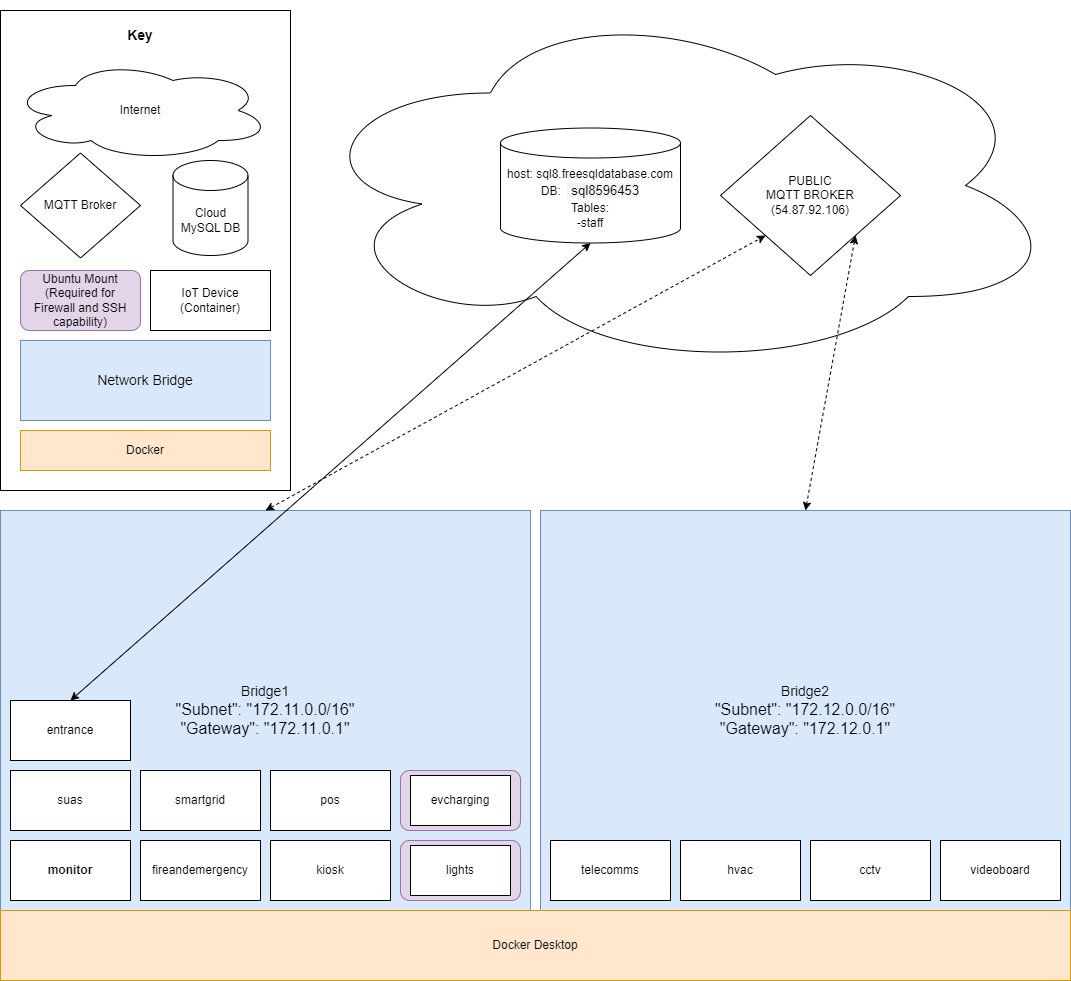 Key
Internet
MQTT Broker
Cloud
MySQL DB
Ubuntu Mount
(Required for
Firewall and SSH
capability)
IoT Device
(Container)
Network Bridge
Docker
host: sql8.freesqldatabase.com
DB: sql8596453
Tables:
-staff
PUBLIC
MQTT BROKER
(54.87.92.106)
Bridge1
"Subnet": "172.11.0.0/16"
"Gateway": "172.11.0.1"
entrance
suas
smartgrid
pos
evcharging
monitor
fireandemergency
kiosk
lights
Bridge2
"Subnet": "172.12.0.0/16"
"Gateway": "172.12.0.1"
telecomms
hvac
cctv
videoboard
Docker Desktop